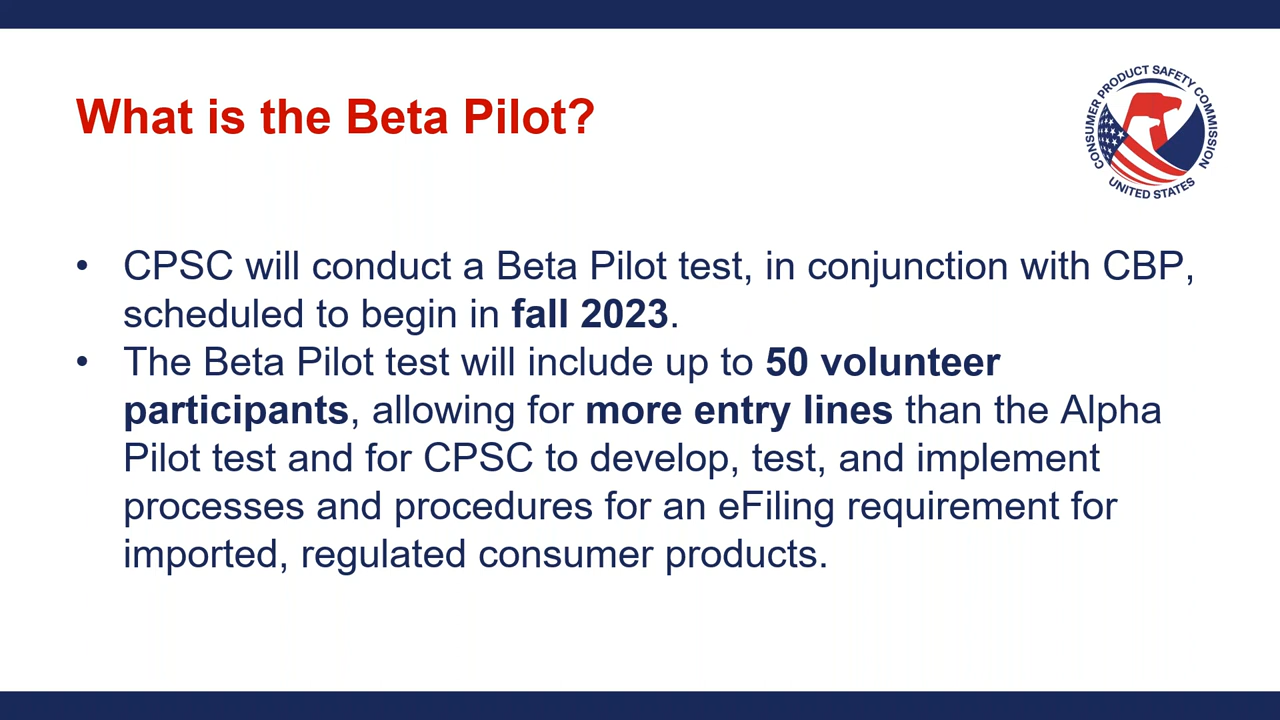 What is the Beta Pilot?
CONSUMER PRODUCT SAFETY COMMISSION
UNITED STATES
• CPSC will conduct a Beta Pilot test, in conjunction with CBP,
scheduled to begin in fall 2023.
• The Beta Pilot test will include up to 50 volunteer
participants, allowing for more entry lines than the Alpha
Pilot test and for CPSC to develop, test, and implement
processes and procedures for an eFiling requirement for
imported, regulated consumer products.